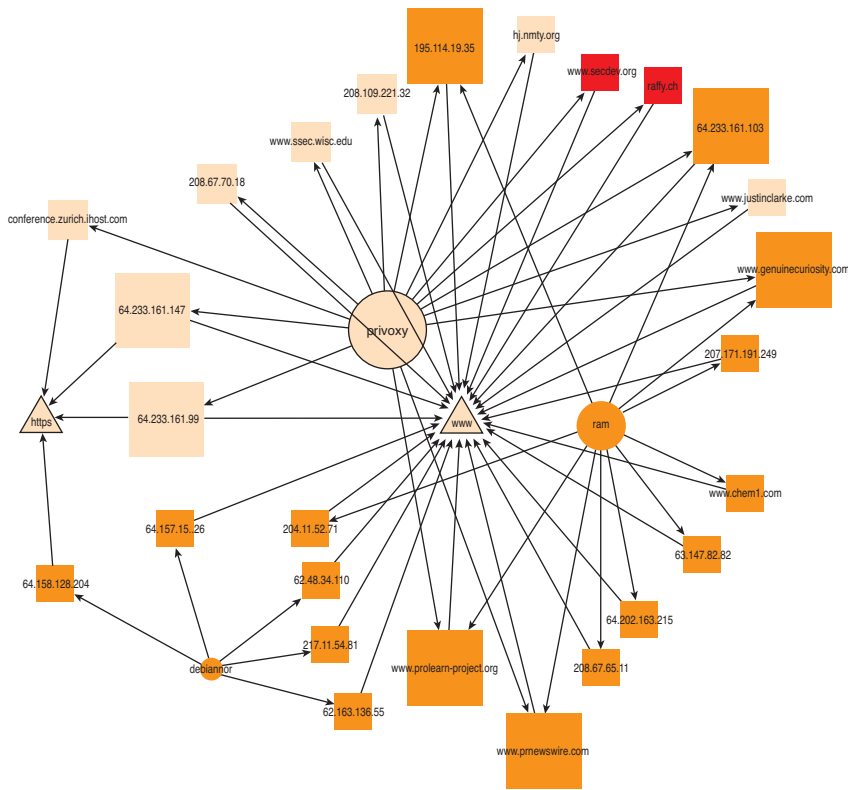 hj.nmty.org
195.114.19.35
www.secdev.org
raffy.ch
208.109.221.32
64.233.161.103
www.ssec.wisc.edu
208.67.70.18
www.justinclarke.com
conference.zurich.ihost.com
www.genuinecuriosity.com
64.233.161.147
privoxy
207.171.191.249
64.233.161.99
https
www
ram
www.chem1.com
64.157.15..26
204.11.52.71
63.147.82.82
64.158.128.204
62.48.34.110
64.202.163.215
217.11.54.81
debiannor
www.prolearn-project.org
208.67.65.11
62.163.136.55
www.prnewswire.com